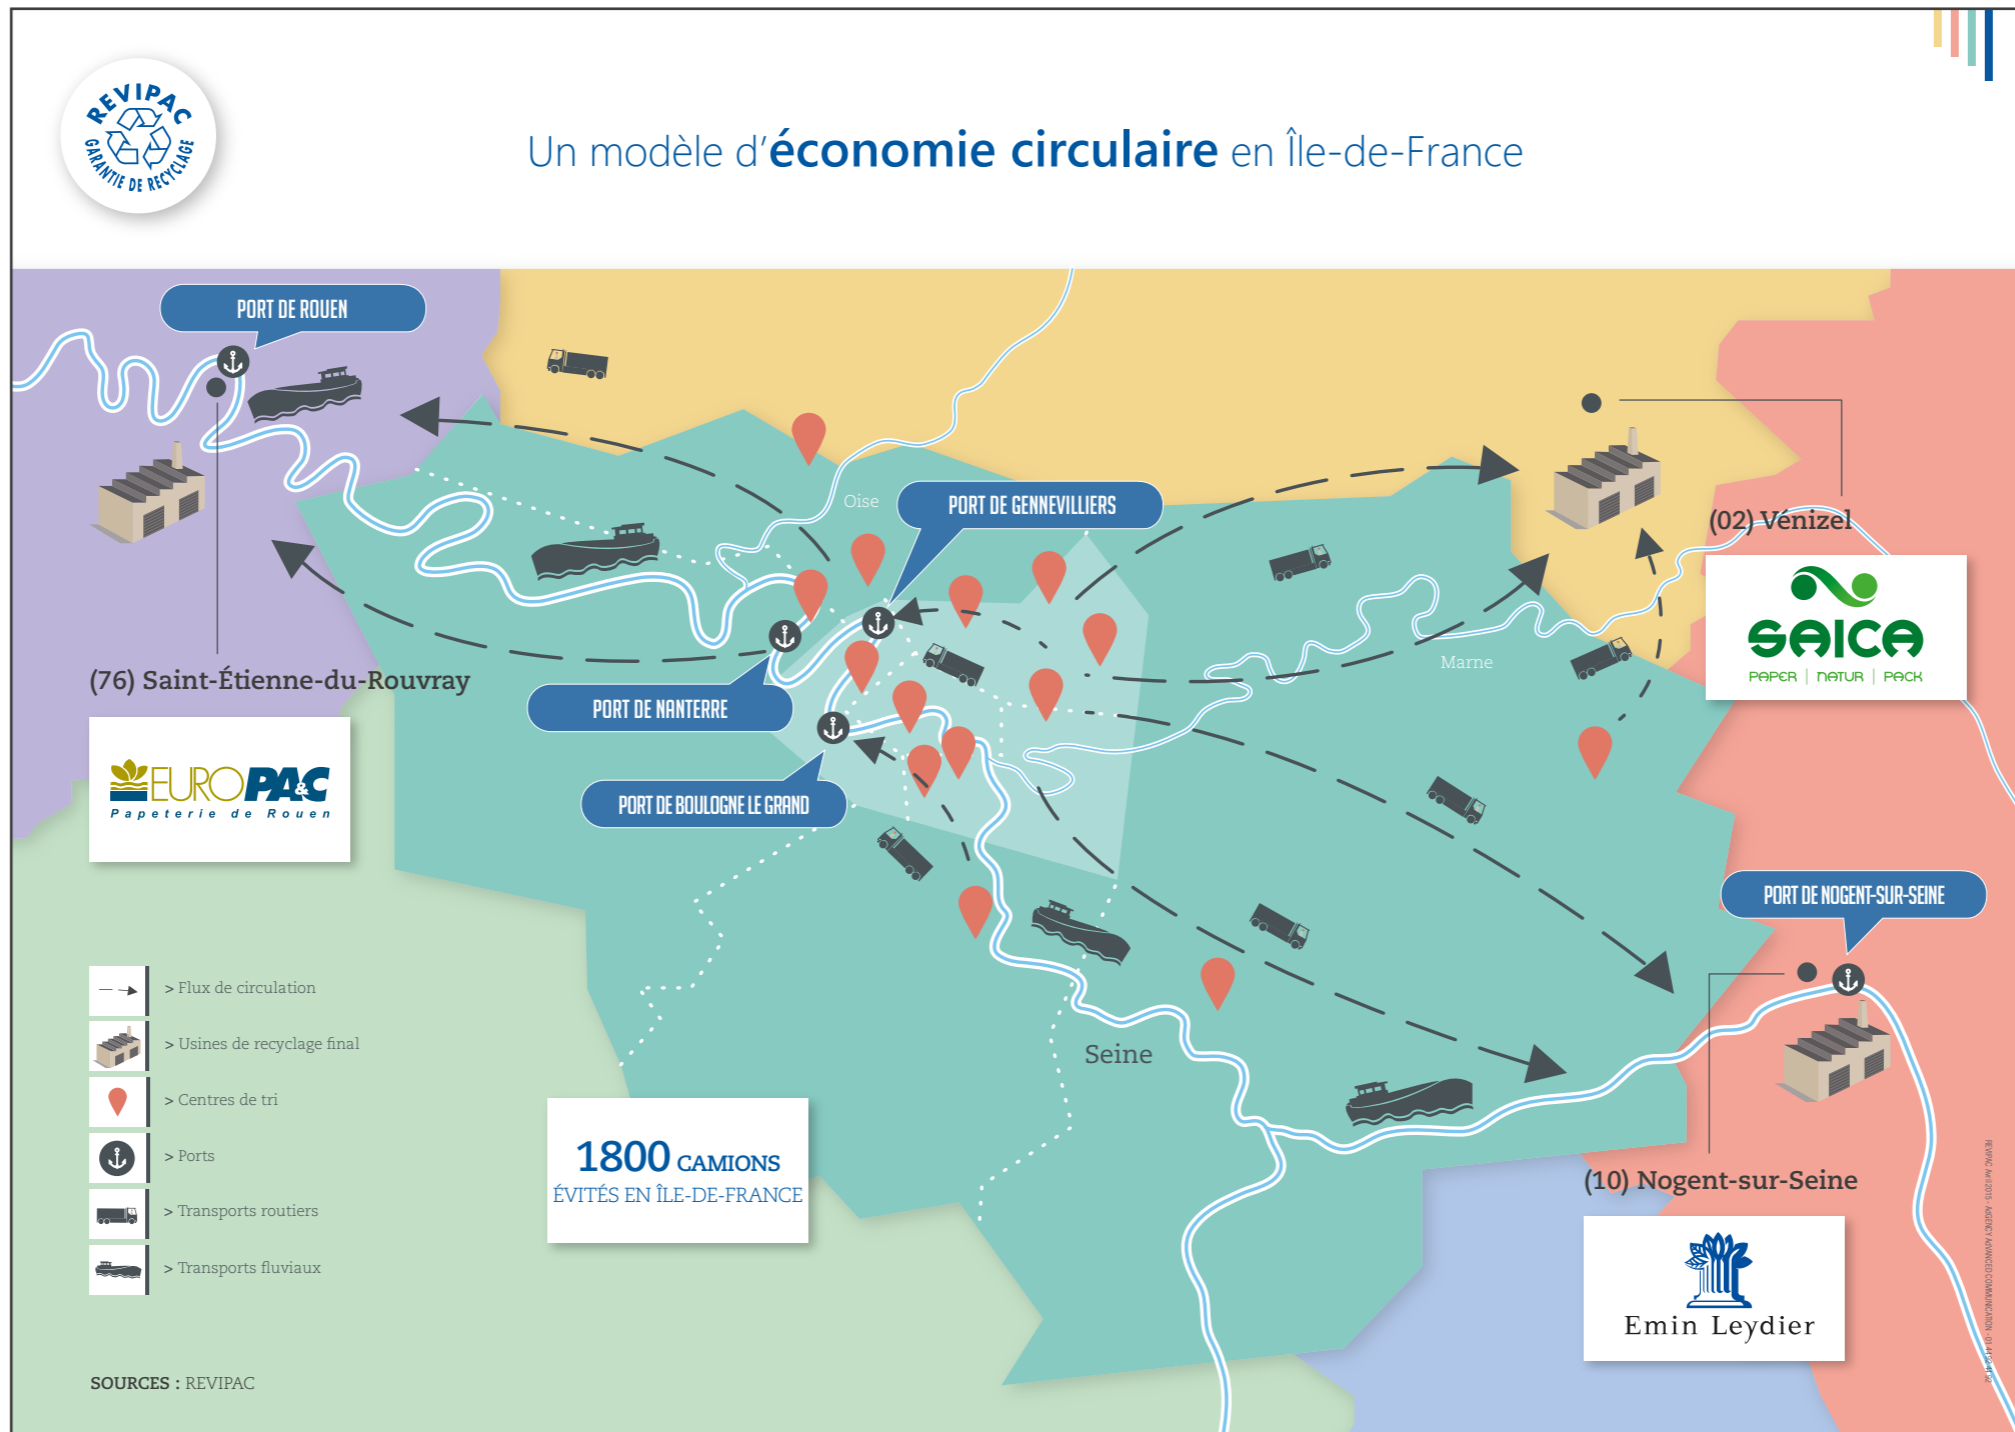 REVIPAC
GARANTIE DE RECYCLAGE
Un modèle d'économie circulaire en Île-de-France
PORT DE ROUEN
Oise
PORT DE GENNEVILLIERS
(02) Vénizel
SAICA
PAPER | NATUR | PACK
Marne
(76) Saint-Étienne-du-Rouvray
EUROPA&C
Papeterie de Rouen
PORT DE NANTERRE
PORT DE BOULOGNE LE GRAND
PORT DE NOGENT-SUR-SEINE
Seine
> Flux de circulation
> Usines de recyclage final
> Centres de tri
> Ports
> Transports routiers
> Transports fluviaux
1800 CAMIONS
ÉVITÉS EN ÎLE-DE-FRANCE
(10) Nogent-sur-Seine
Emin Leydier
SOURCES : REVIPAC